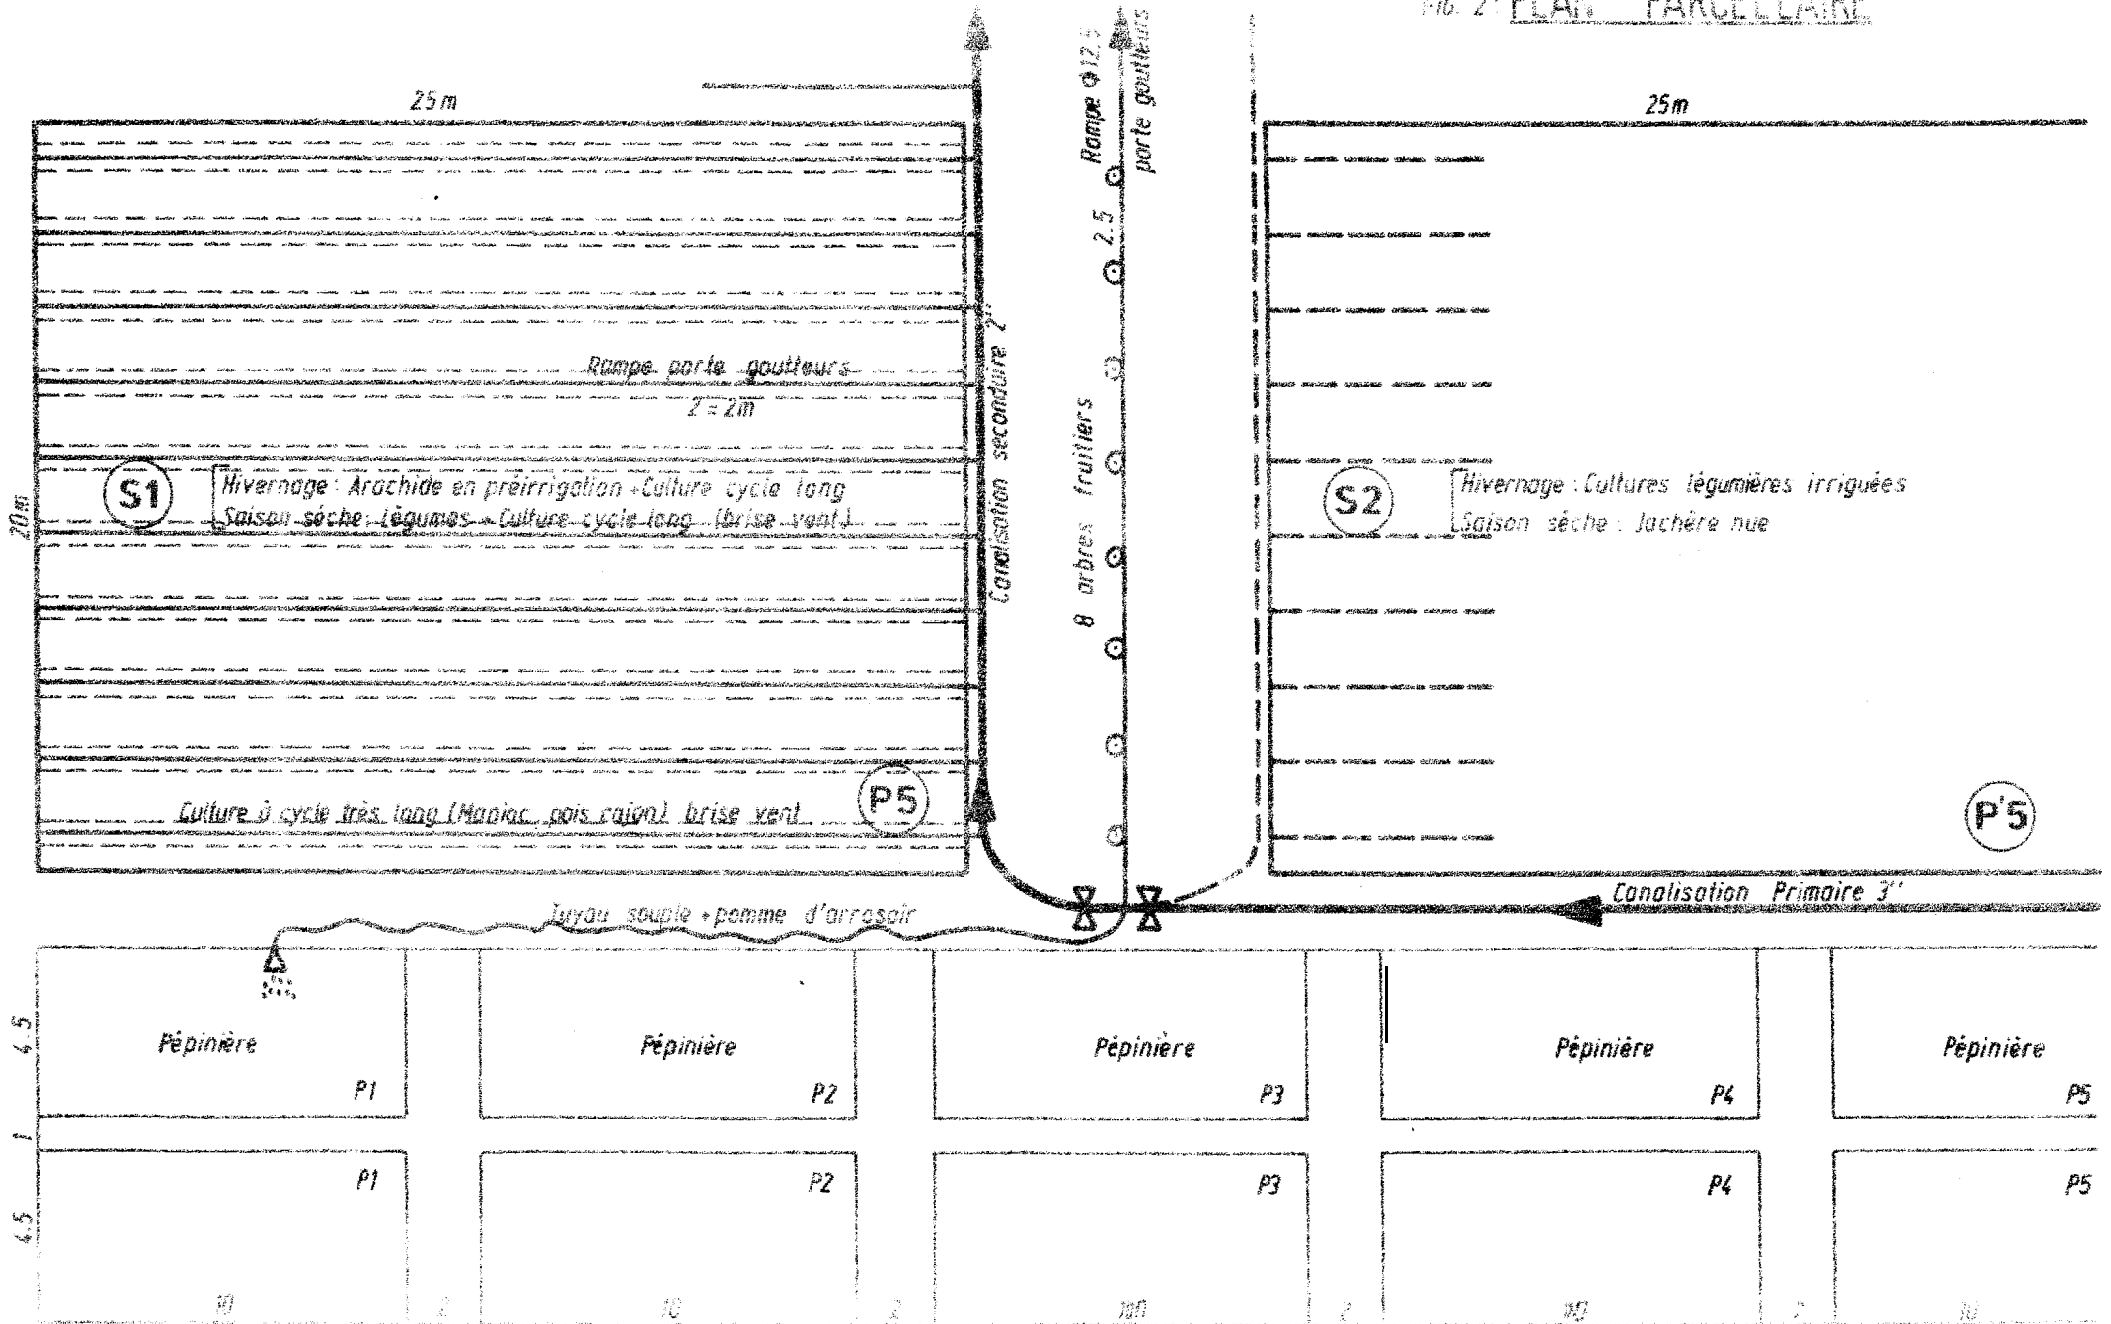 FIG. 2: PLAN PARCELLAIRE
25m
25m
Rampe Φ 12.5
porte goutteurs
2.5
8 arbres fruitiers
Canalisation seconduire 2''
Rampe porte goutteurs
2 = 2m
20m
S1
Hivernage: Arachide en préirrigation + Culture cycle long
Saison sèche: légumes + Culture cycle long (brise vent)
S2
Hivernage: Cultures légumières irriguées
Saison sèche: Jachère nue
Culture à cycle très long (Manioc pois cajon) brise vent
P5
P'5
Canalisation Primaire 3''
Tuyau souple + pomme d'arrosoir
4.5
Pépinière
Pépinière
Pépinière
Pépinière
Pépinière
P1
P2
P3
P4
P5
1
P1
P2
P3
P4
P5
4.5
10
2
10
2
2
10
2
10